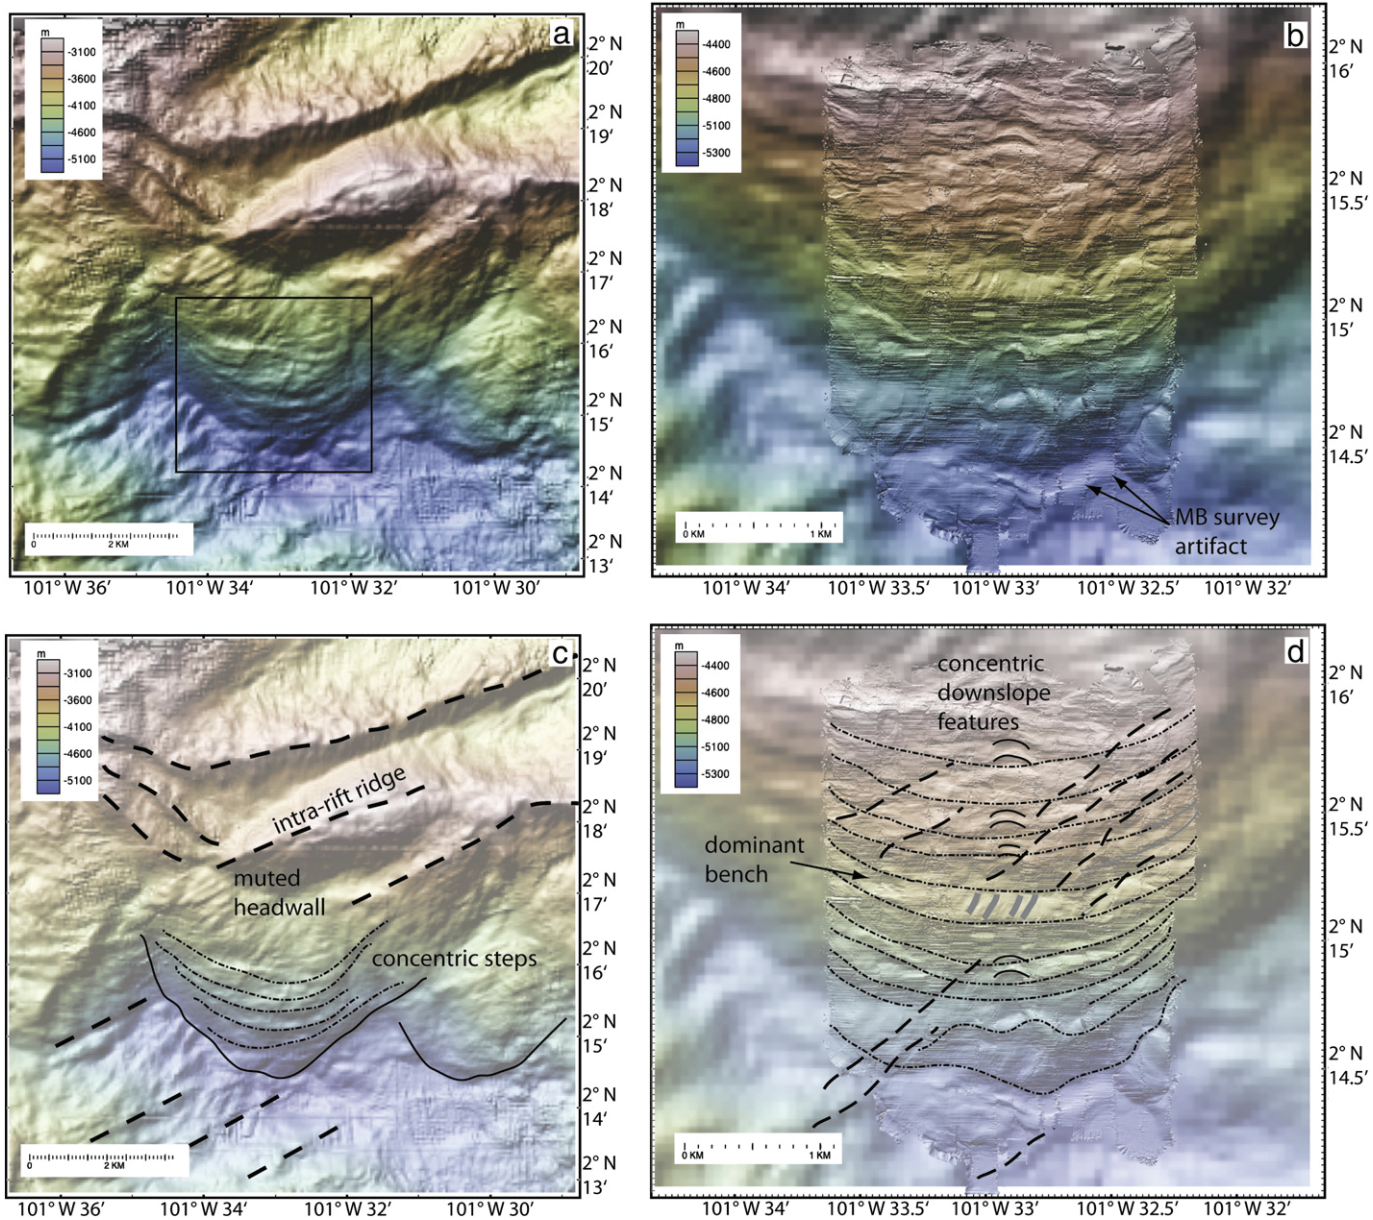 a
m
-3100
-3600
-4100
-4600
-5100
2° N
20′
2° N
19′
2° N
18′
2° N
17′
2° N
16′
2° N
15′
2° N
14′
2° N
13′
0 2 KM
101° W 36′ 101° W 34′ 101° W 32′ 101° W 30′
b
m
-4400
-4600
-4800
-5100
-5300
2° N
16′
2° N
15.5′
2° N
15′
2° N
14.5′
MB survey
artifact
0 KM 1 KM
101° W 34′ 101° W 33.5′ 101° W 33′ 101° W 32.5′ 101° W 32′
c
m
-3100
-3600
-4100
-4600
-5100
2° N
20′
2° N
19′
2° N
18′
2° N
17′
2° N
16′
2° N
15′
2° N
14′
2° N
13′
intra-rift ridge
muted
headwall
concentric steps
0 2 KM
101° W 36′ 101° W 34′ 101° W 32′ 101° W 30′
d
m
-4400
-4600
-4800
-5100
-5300
concentric
downslope
features
dominant
bench
2° N
16′
2° N
15.5′
2° N
15′
2° N
14.5′
0 KM 1 KM
101° W 34′ 101° W 33.5′ 101° W 33′ 101° W 32.5′ 101° W 32′